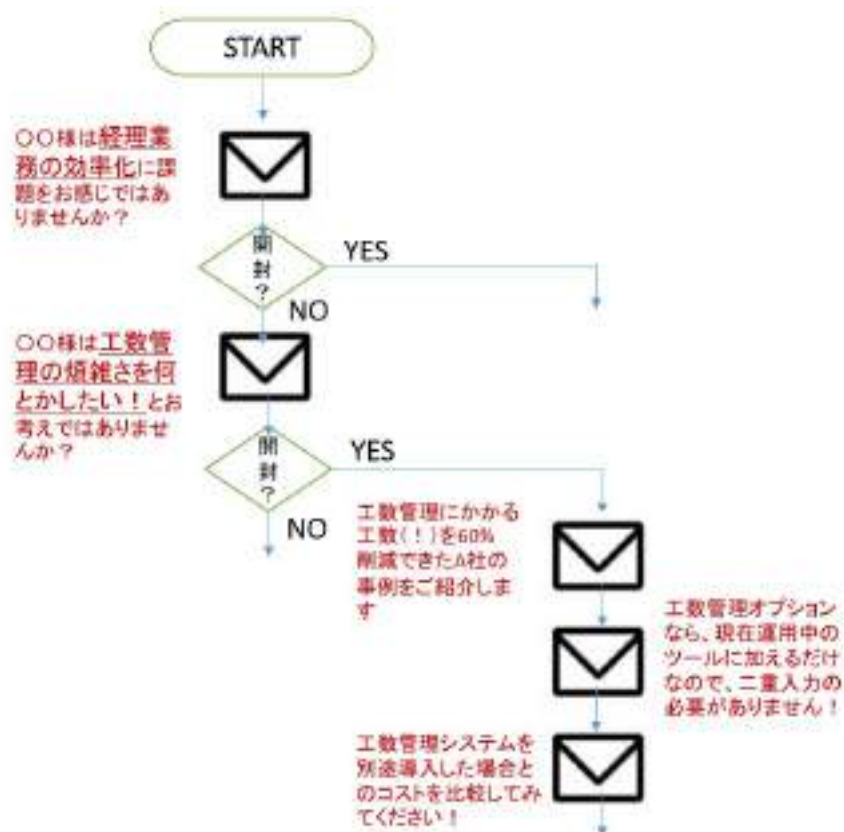 START
〇〇様は経理業
務の効率化に課
題をお感じではあ
りませんか？
開
封
？
YES
NO
〇〇様は工数管
理の煩雑さを何
とかしたい！とお
考えではありませ
んか？
開
封
？
YES
NO
工数管理にかかる
工数(！)を60%
削減できたA社の
事例をご紹介しま
す
工数管理オプション
なら、現在運用中の
ツールに加えるだけ
なので、二重入力の
必要がありません！
工数管理システムを
別途導入した場合と
のコストを比較してみ
てください！